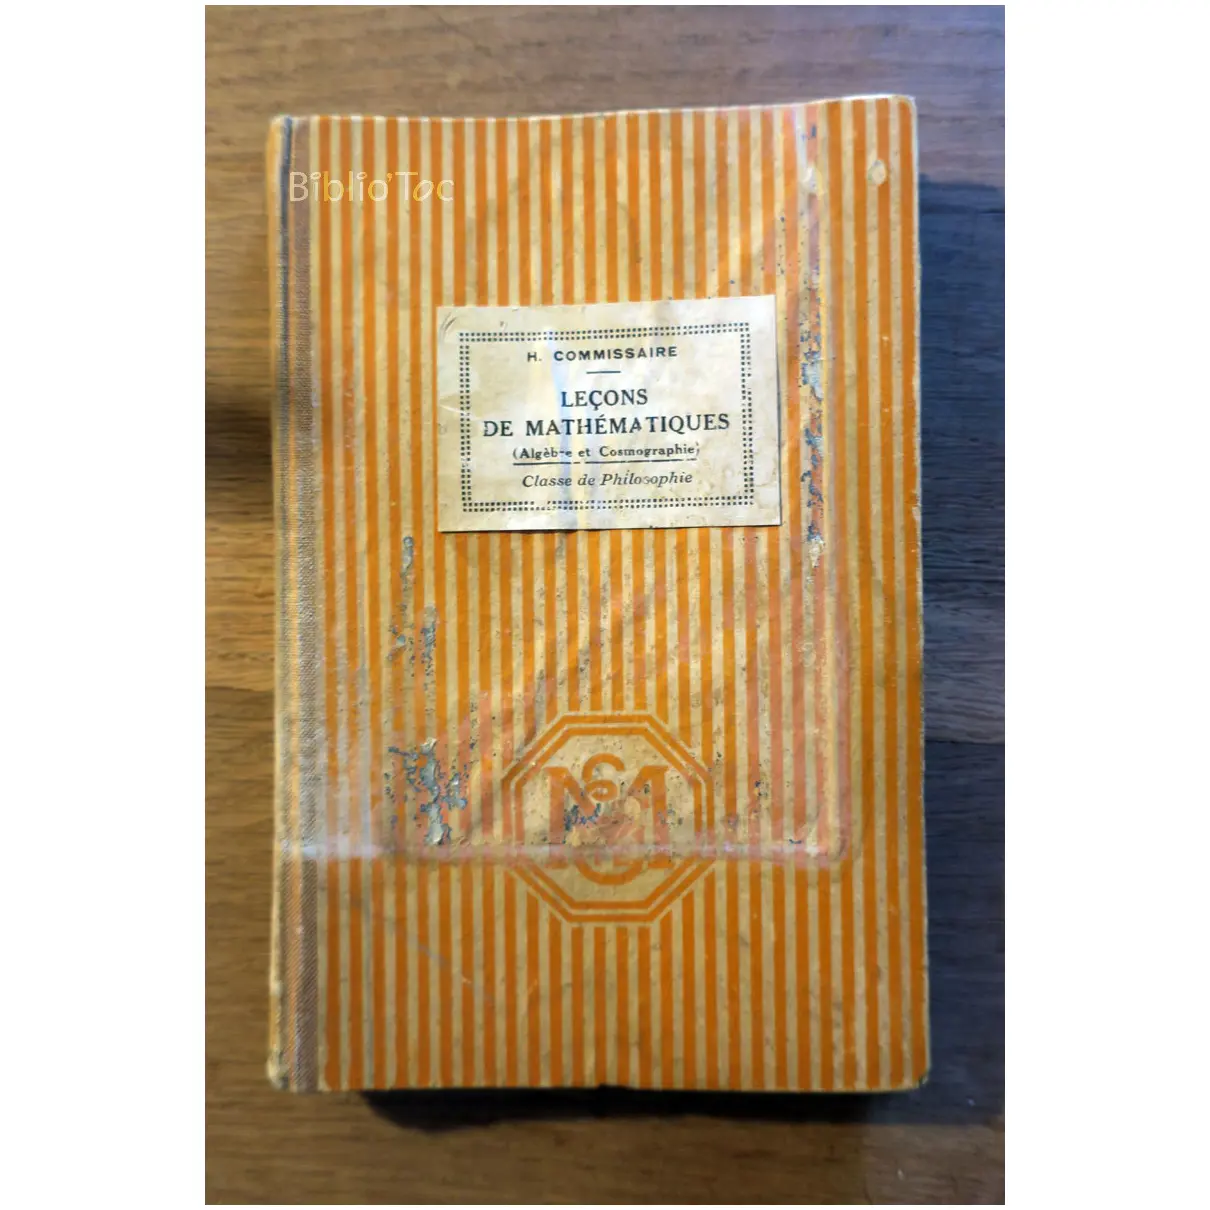 Biblio'Toc
H. COMMISSAIRE
LEÇONS
DE MATHÉMATIQUES
(Algèbre et Cosmographie)
Classe de Philosophie